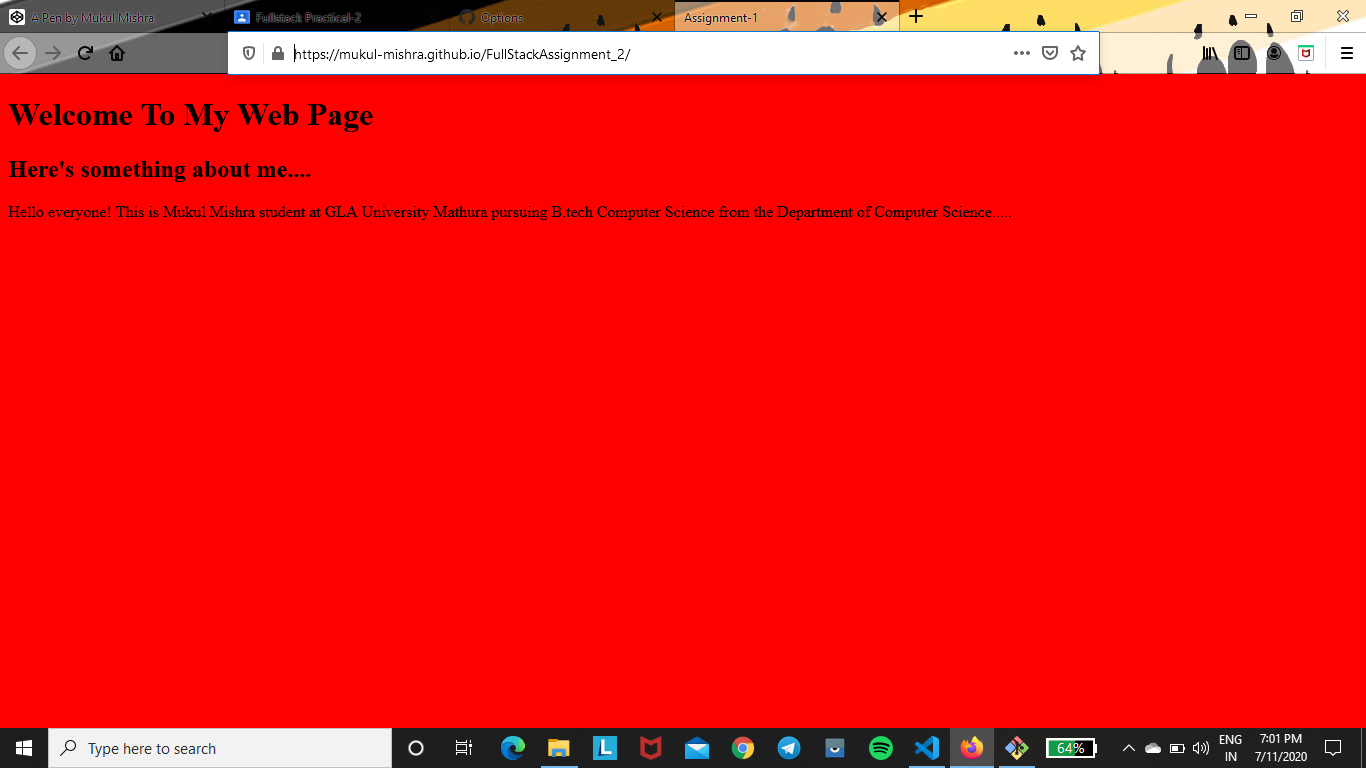 A Pen by Mukul Mishra
Fullstack Practical-2
Options
Assignment-1
https://mukul-mishra.github.io/FullStackAssignment_2/
Welcome To My Web Page
Here's something about me....
Hello everyone! This is Mukul Mishra student at GLA University Mathura pursuing B.tech Computer Science from the Department of Computer Science.....
Type here to search
L
64%
ENG
IN
7:01 PM
7/11/2020